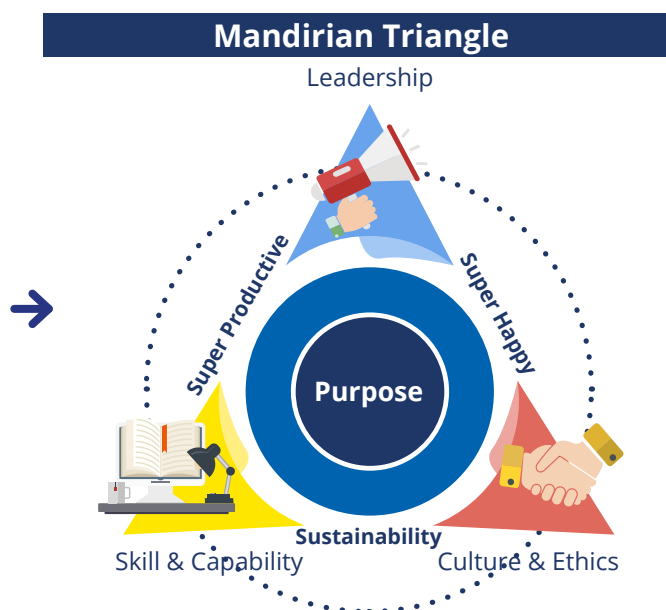 Mandirian Triangle
Leadership
Super Productive
Super Happy
Purpose
Sustainability
Skill & Capability
Culture & Ethics